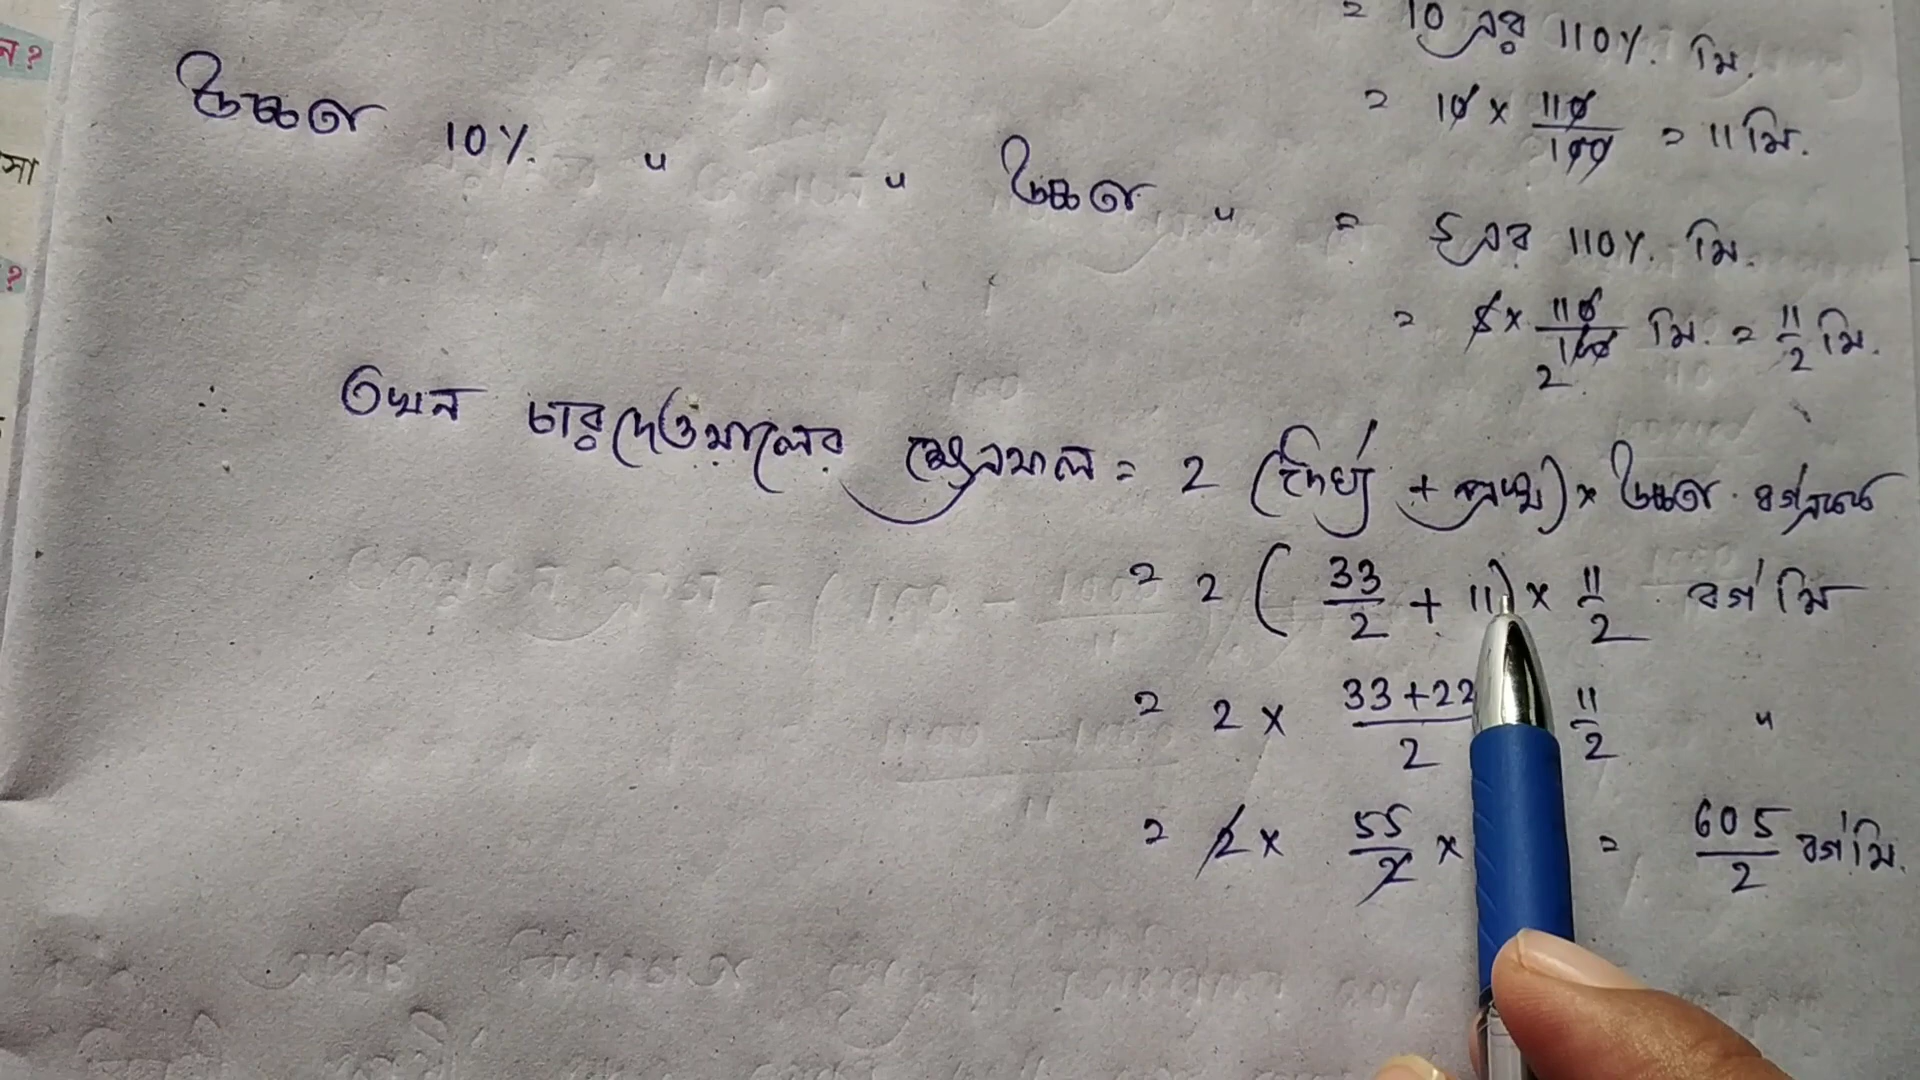 ন?
সা
?
= 10 এর 110%. মি.
= 10 × 110/100 = 11 মি.
উচ্চতা 10%. " " উচ্চতা " = 5 এর 110%. মি.
= 5 × 110/100 মি. = 11/2 মি.
2
∴ তখন চার দেওয়ালের ক্ষেত্রফল = 2 (দৈর্ঘ্য + প্রস্থ) × উচ্চতা বর্গএকক
= 2 (33/2 + 11) × 11/2 বর্গ মি
= 2 × 33+22/2 11/2 "
= 2 × 55/2 × = 605/2 বর্গ মি.